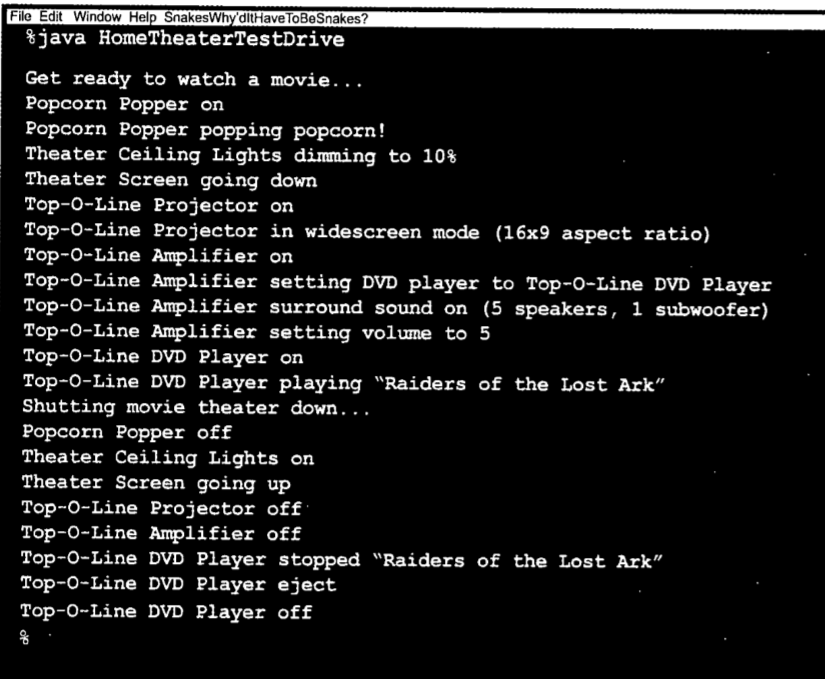 File Edit Window Help SnakesWhy'dItHaveToBeSnakes?
%java HomeTheaterTestDrive
Get ready to watch a movie...
Popcorn Popper on
Popcorn Popper popping popcorn!
Theater Ceiling Lights dimming to 10%
Theater Screen going down
Top-O-Line Projector on
Top-O-Line Projector in widescreen mode (16x9 aspect ratio)
Top-O-Line Amplifier on
Top-O-Line Amplifier setting DVD player to Top-O-Line DVD Player
Top-O-Line Amplifier surround sound on (5 speakers, 1 subwoofer)
Top-O-Line Amplifier setting volume to 5
Top-O-Line DVD Player on
Top-O-Line DVD Player playing “Raiders of the Lost Ark”
Shutting movie theater down...
Popcorn Popper off
Theater Ceiling Lights on
Theater Screen going up
Top-O-Line Projector off
Top-O-Line Amplifier off
Top-O-Line DVD Player stopped “Raiders of the Lost Ark”
Top-O-Line DVD Player eject
Top-O-Line DVD Player off
%